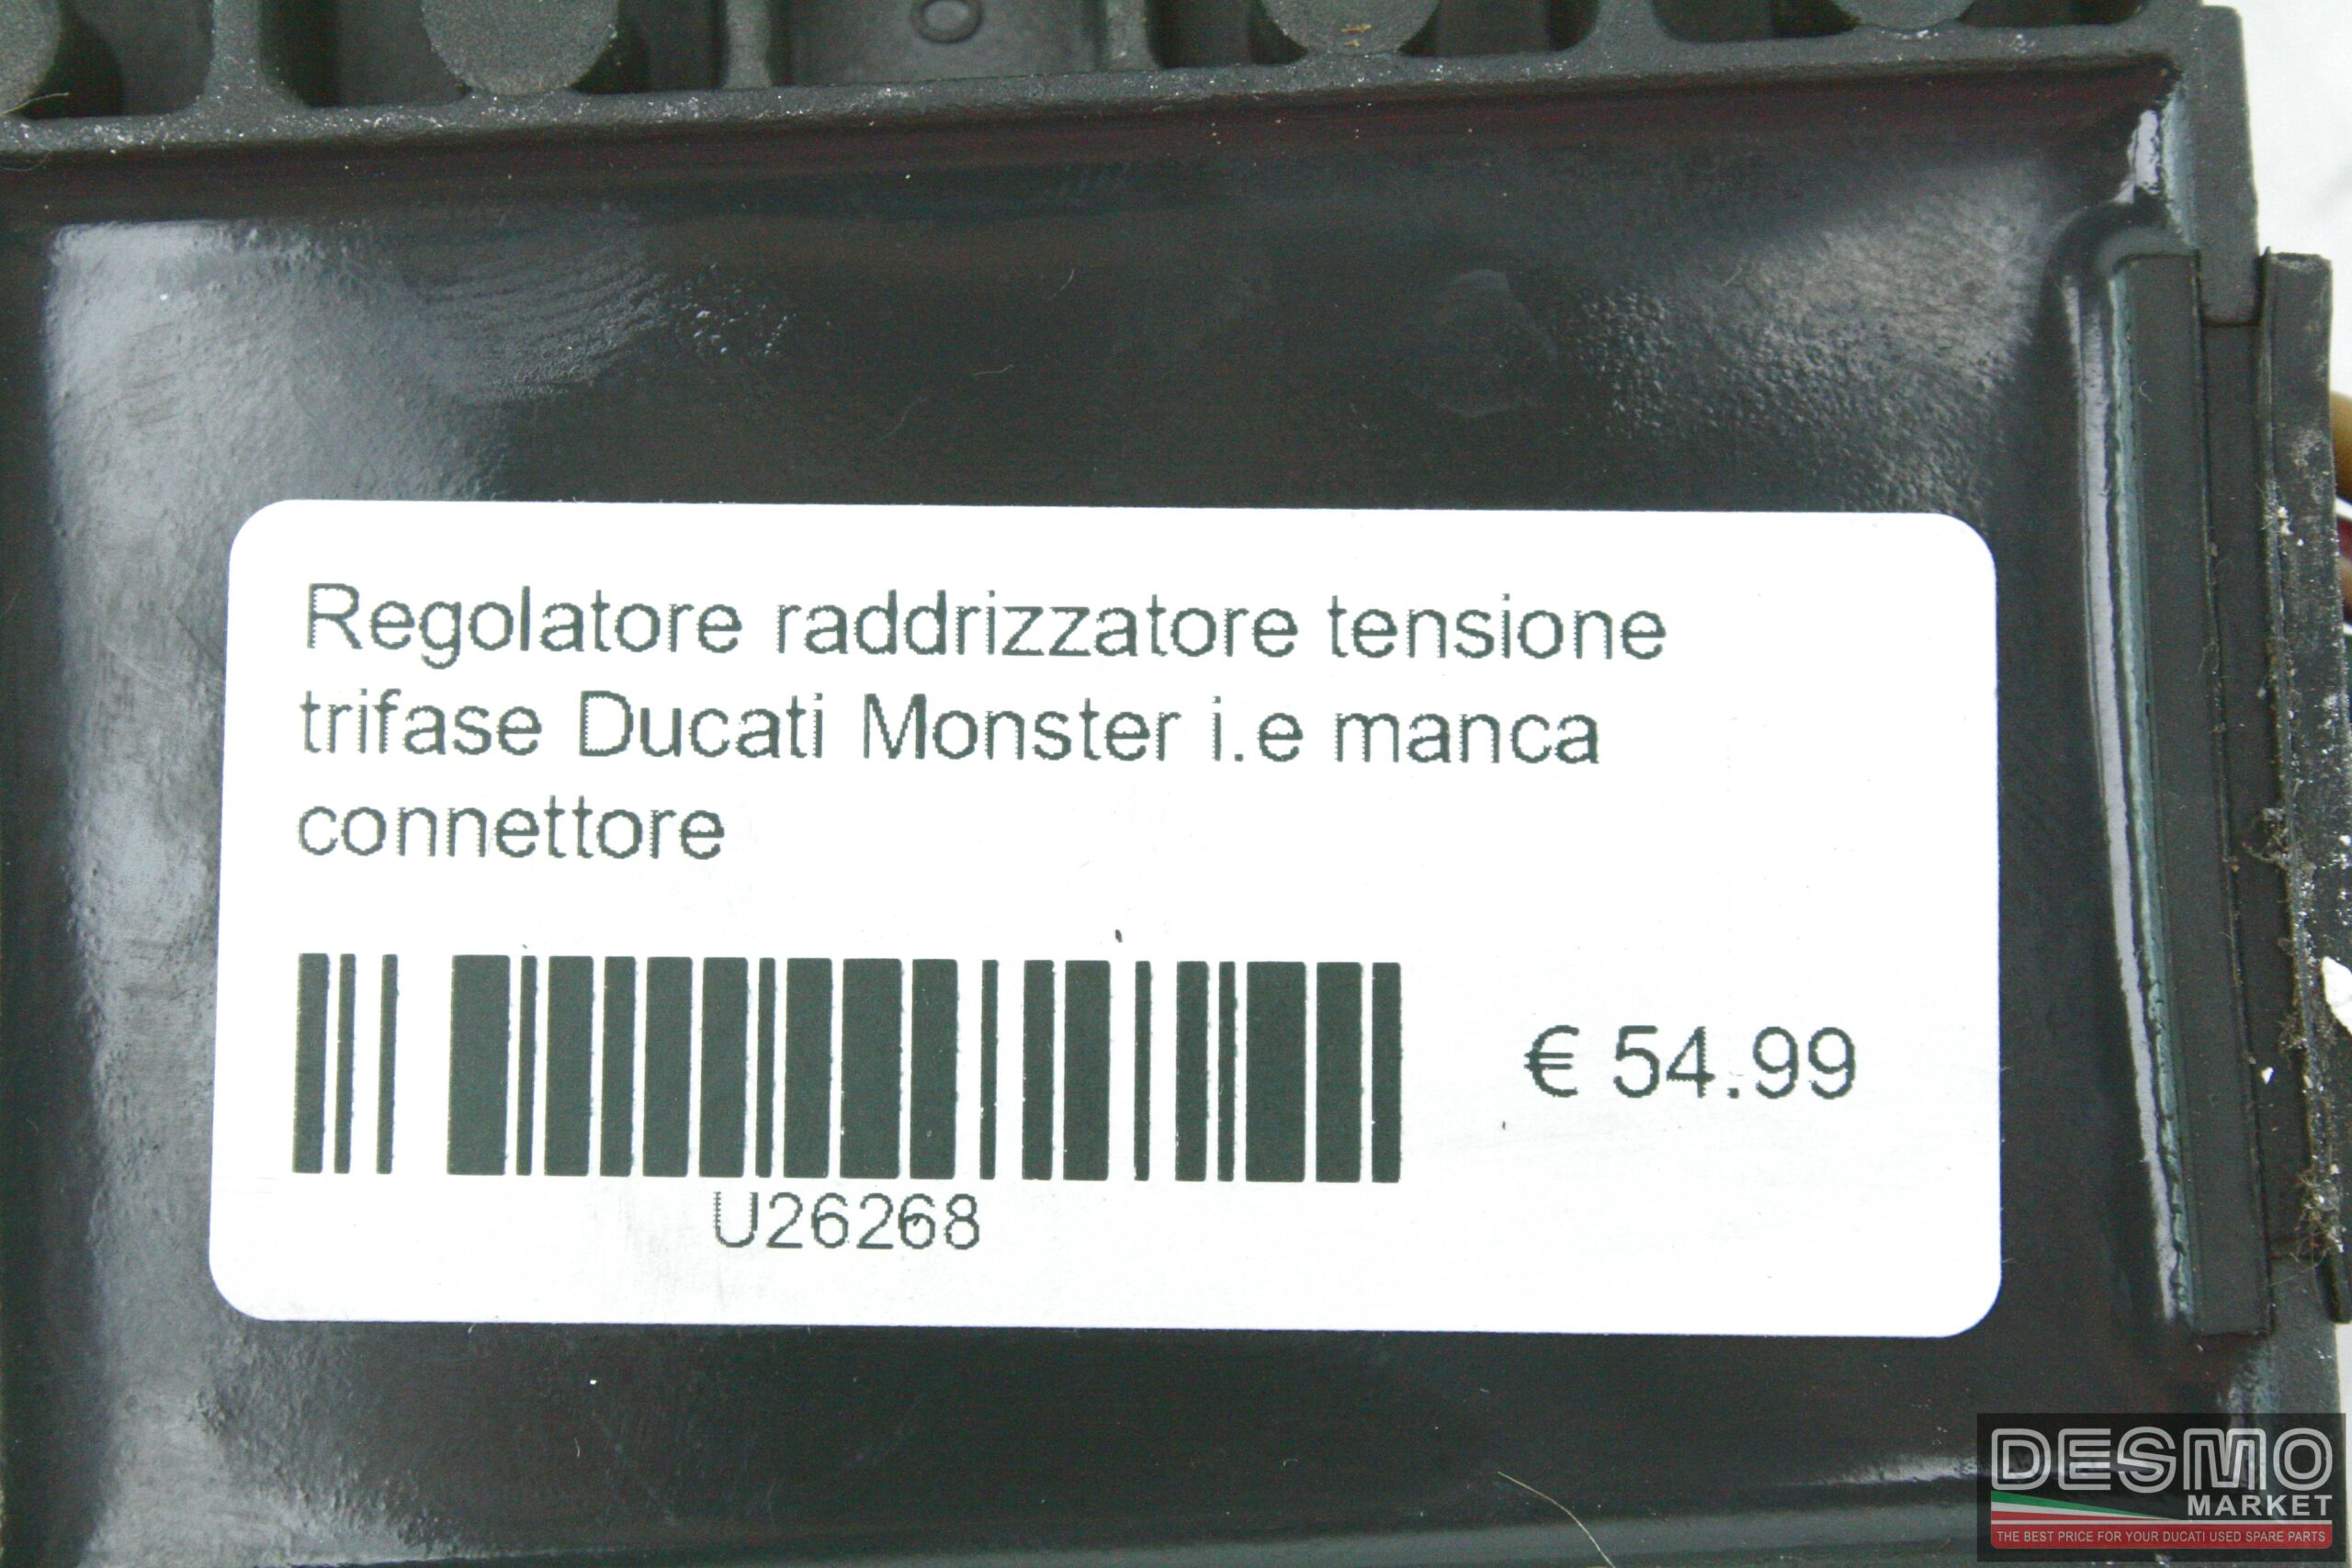 Regolatore raddrizzatore tensione
trifase Ducati Monster i.e manca
connettore
€ 54.99
U26268
DESMO
MARKET
THE BEST PRICE FOR YOUR DUCATI USED SPARE PARTS